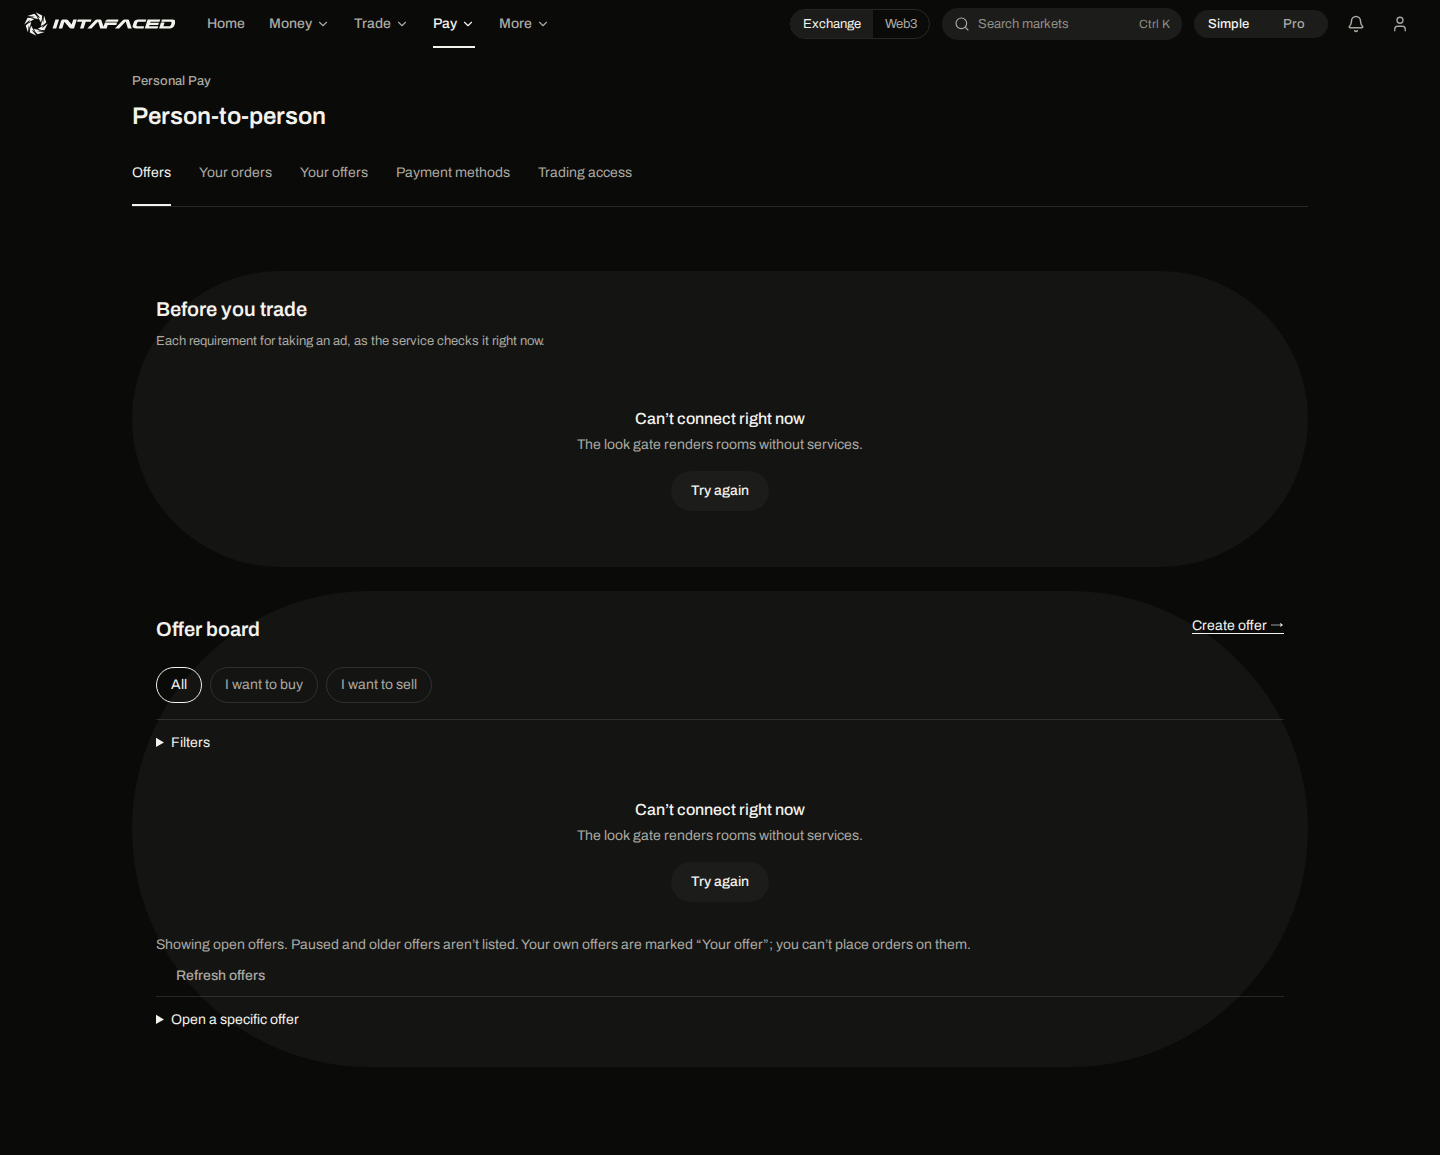 INTAFACED
Home Money Trade Pay More
Exchange Web3
Search markets Ctrl K
Simple Pro
Personal Pay
Person-to-person
Offers Your orders Your offers Payment methods Trading access
Before you trade
Each requirement for taking an ad, as the service checks it right now.
Can’t connect right now
The look gate renders rooms without services.
Try again
Offer board
Create offer →
All I want to buy I want to sell
Filters
Can’t connect right now
The look gate renders rooms without services.
Try again
Showing open offers. Paused and older offers aren’t listed. Your own offers are marked “Your offer”; you can’t place orders on them.
Refresh offers
Open a specific offer